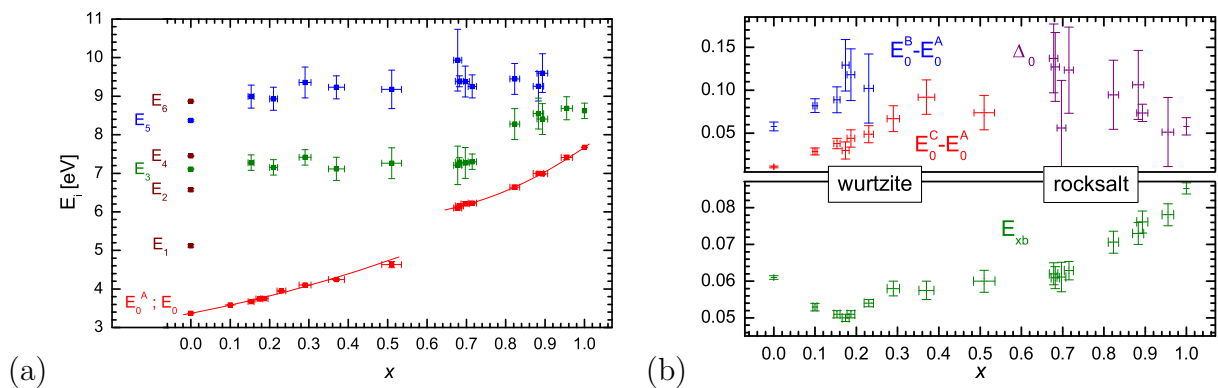 11
10
9
8
7
6
5
4
3
E_i [eV]
E_6
E_5
E_4
E_3
E_2
E_1
E_0^A ; E_0
0.0 0.1 0.2 0.3 0.4 0.5 0.6 0.7 0.8 0.9 1.0
x
(a)
0.15
0.10
0.05
E_0^B-E_0^A
Δ_0
E_0^C-E_0^A
wurtzite
rocksalt
0.08
0.07
0.06
0.05
E_xb
0.0 0.1 0.2 0.3 0.4 0.5 0.6 0.7 0.8 0.9 1.0
x
(b)